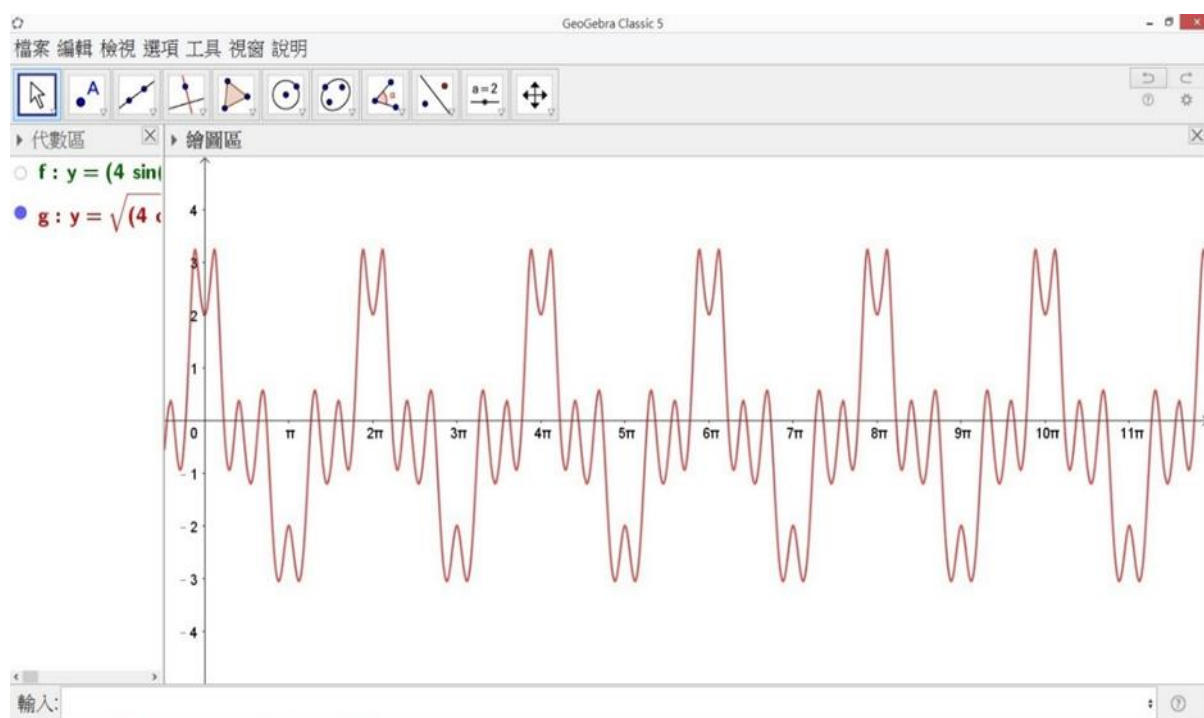 GeoGebra Classic 5
檔案 編輯 檢視 選項 工具 視窗 說明
A
a=2
代數區
繪圖區
f : y = (4 sin(
g : y = √(4 c
4
3
2
1
0
-1
-2
-3
-4
π 2π 3π 4π 5π 6π 7π 8π 9π 10π 11π
輸入: